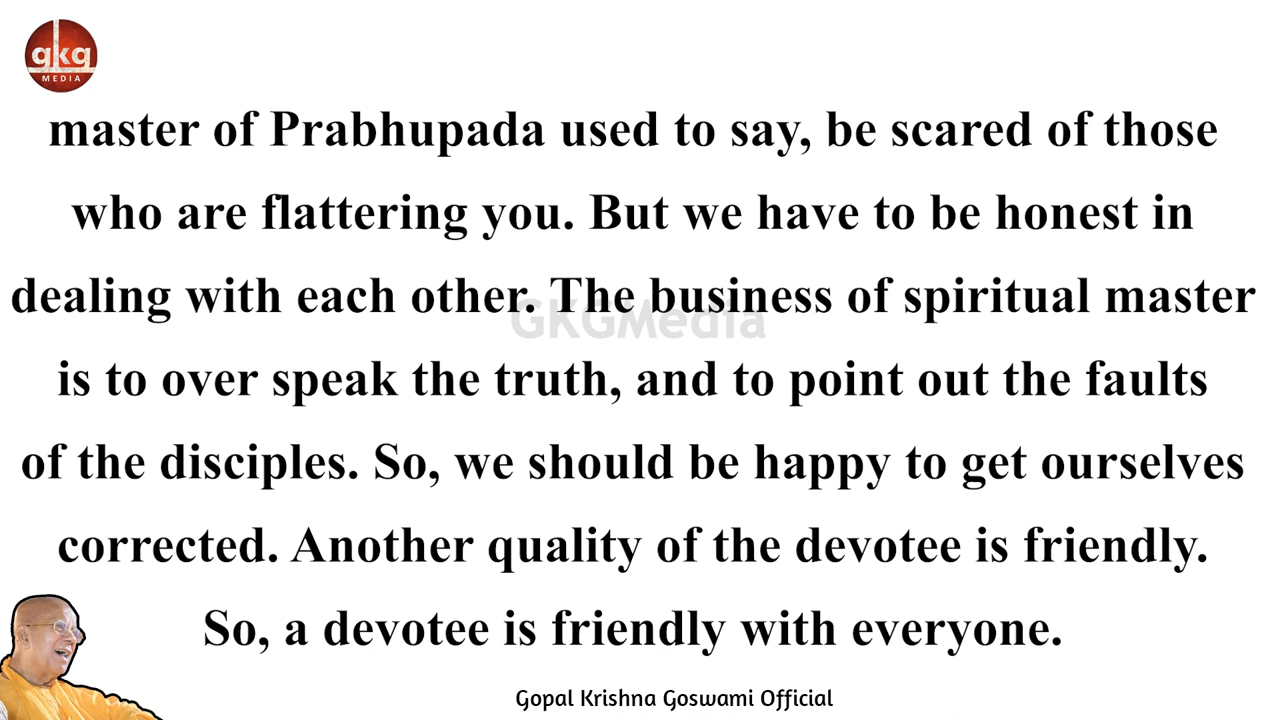 gkg
MEDIA
master of Prabhupada used to say, be scared of those
who are flattering you. But we have to be honest in
dealing with each other. The business of spiritual master
is to over speak the truth, and to point out the faults
of the disciples. So, we should be happy to get ourselves
corrected. Another quality of the devotee is friendly.
So, a devotee is friendly with everyone.
GKGMedia
Gopal Krishna Goswami Official